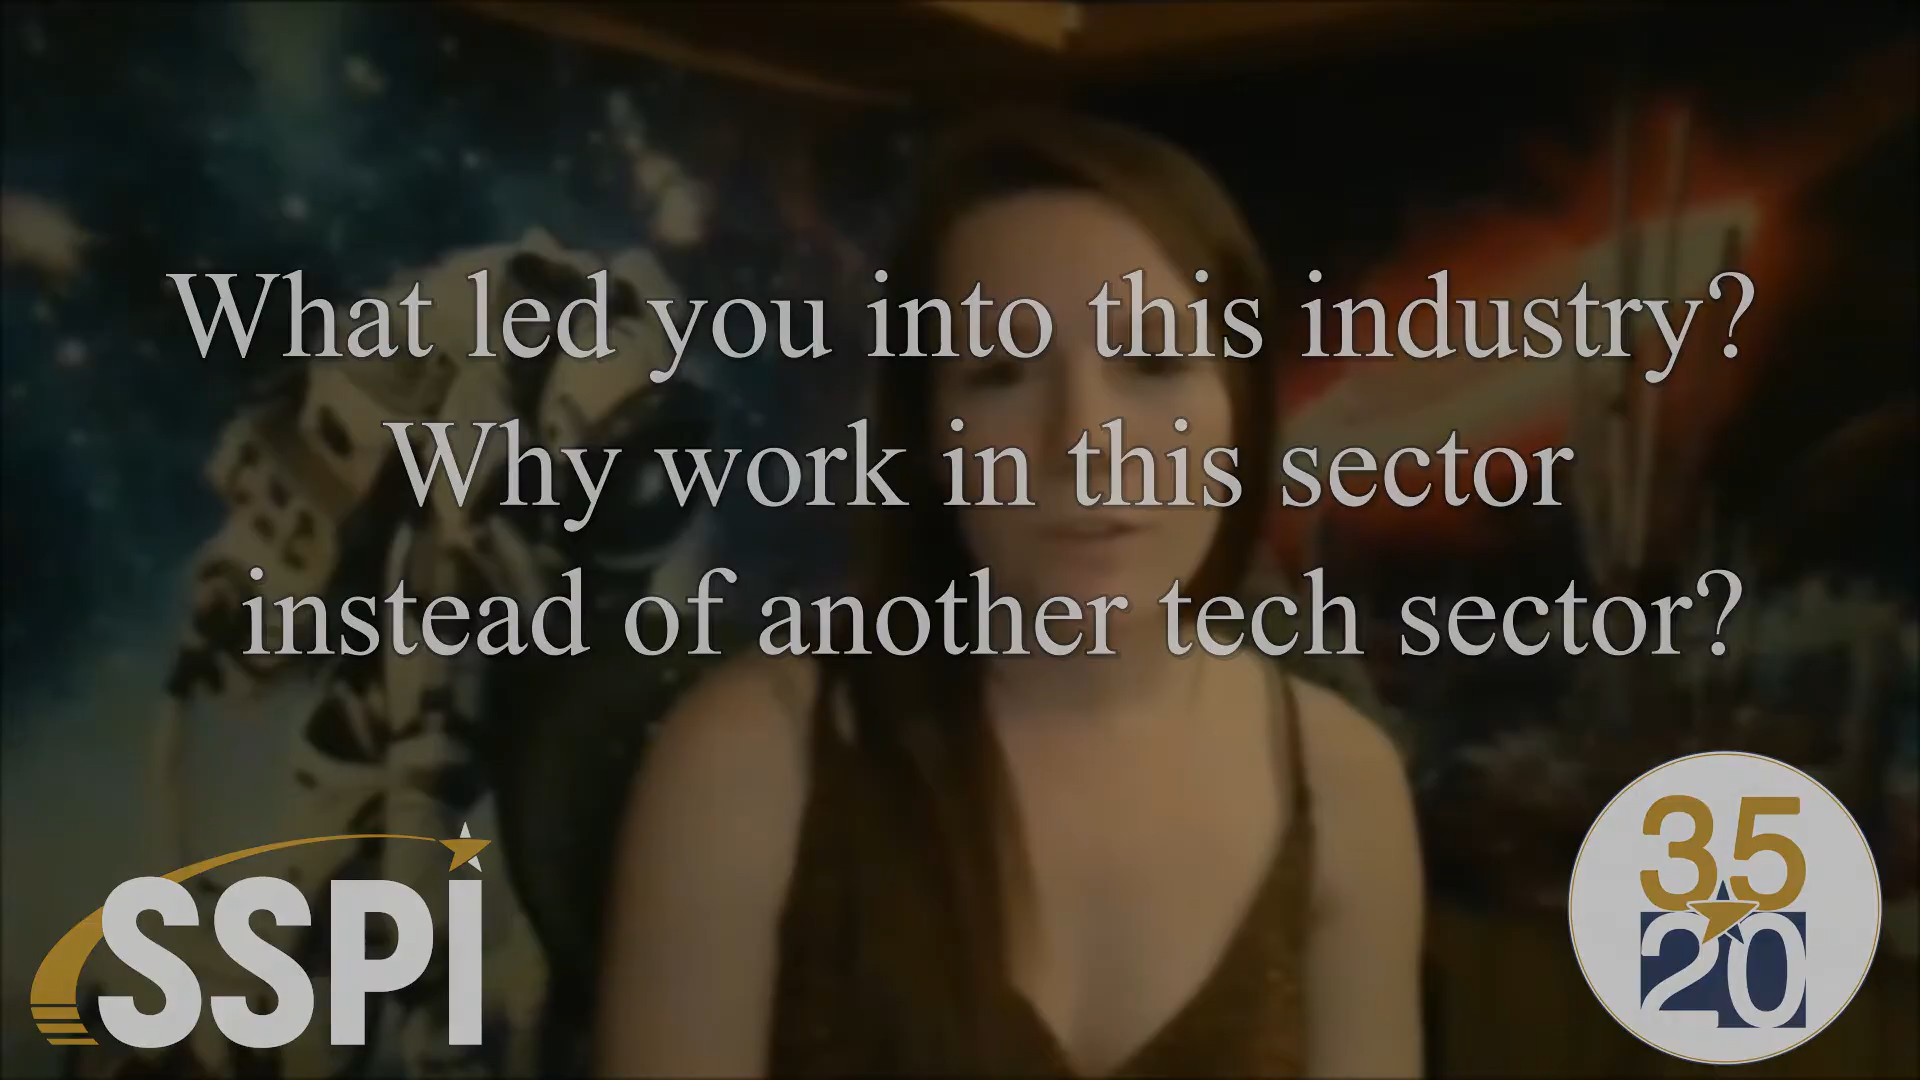 What led you into this industry?
Why work in this sector
instead of another tech sector?
SSPI
35
20